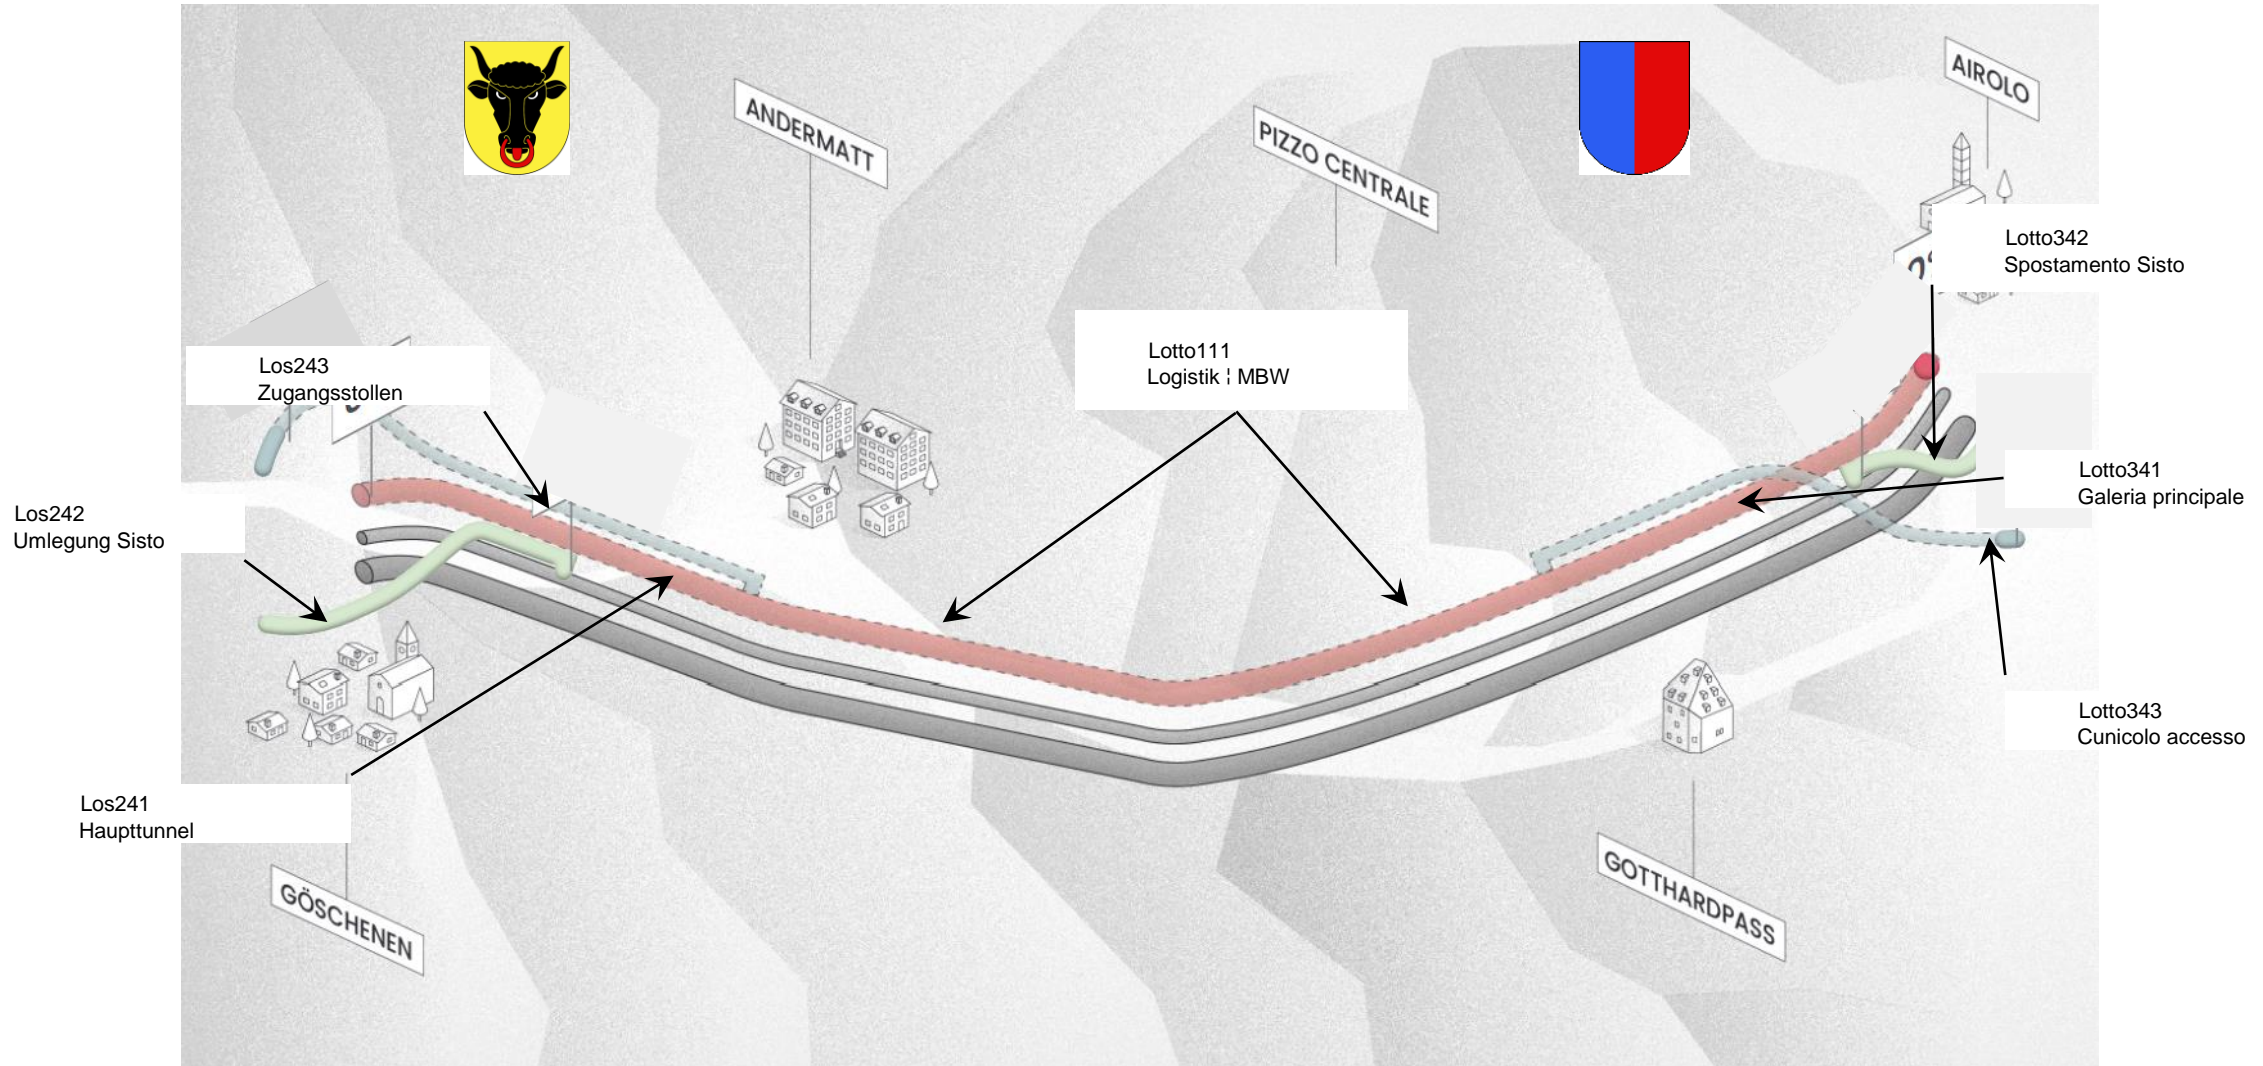 AIROLO
ANDERMATT
PIZZO CENTRALE
Lotto342
Spostamento Sisto
Los243
Zugangsstollen
Lotto111
Logistik ¦ MBW
Lotto341
Galeria principale
Los242
Umlegung Sisto
Lotto343
Cunicolo accesso
Los241
Haupttunnel
GÖSCHENEN
GOTTHARDPASS